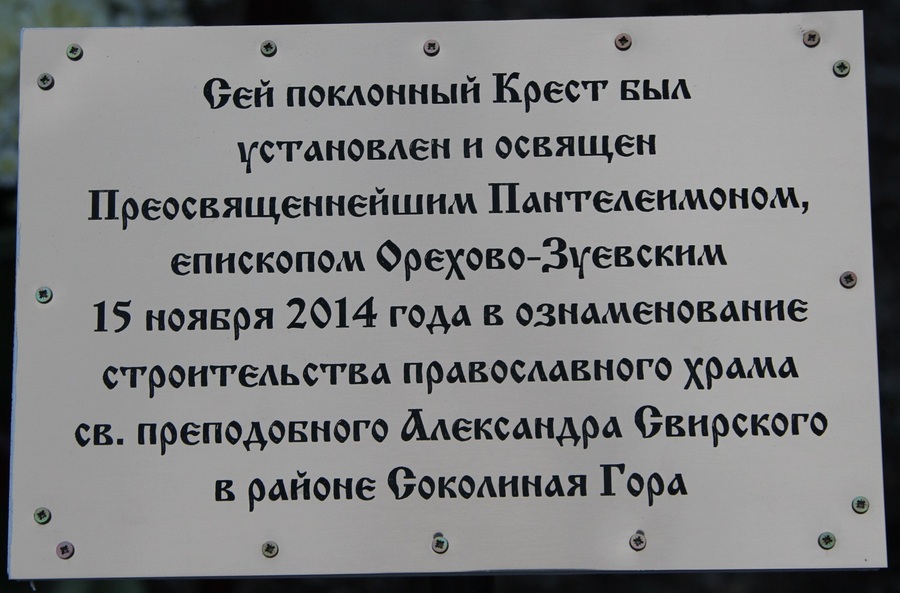 Сей поклонный Крест был
установлен и освящен
Преосвященнейшим Пантелеимоном,
епископом Орехово-Зуевским
15 ноября 2014 года в ознаменование
строительства православного храма
св. преподобного Александра Свирского
в районе Соколиная Гора